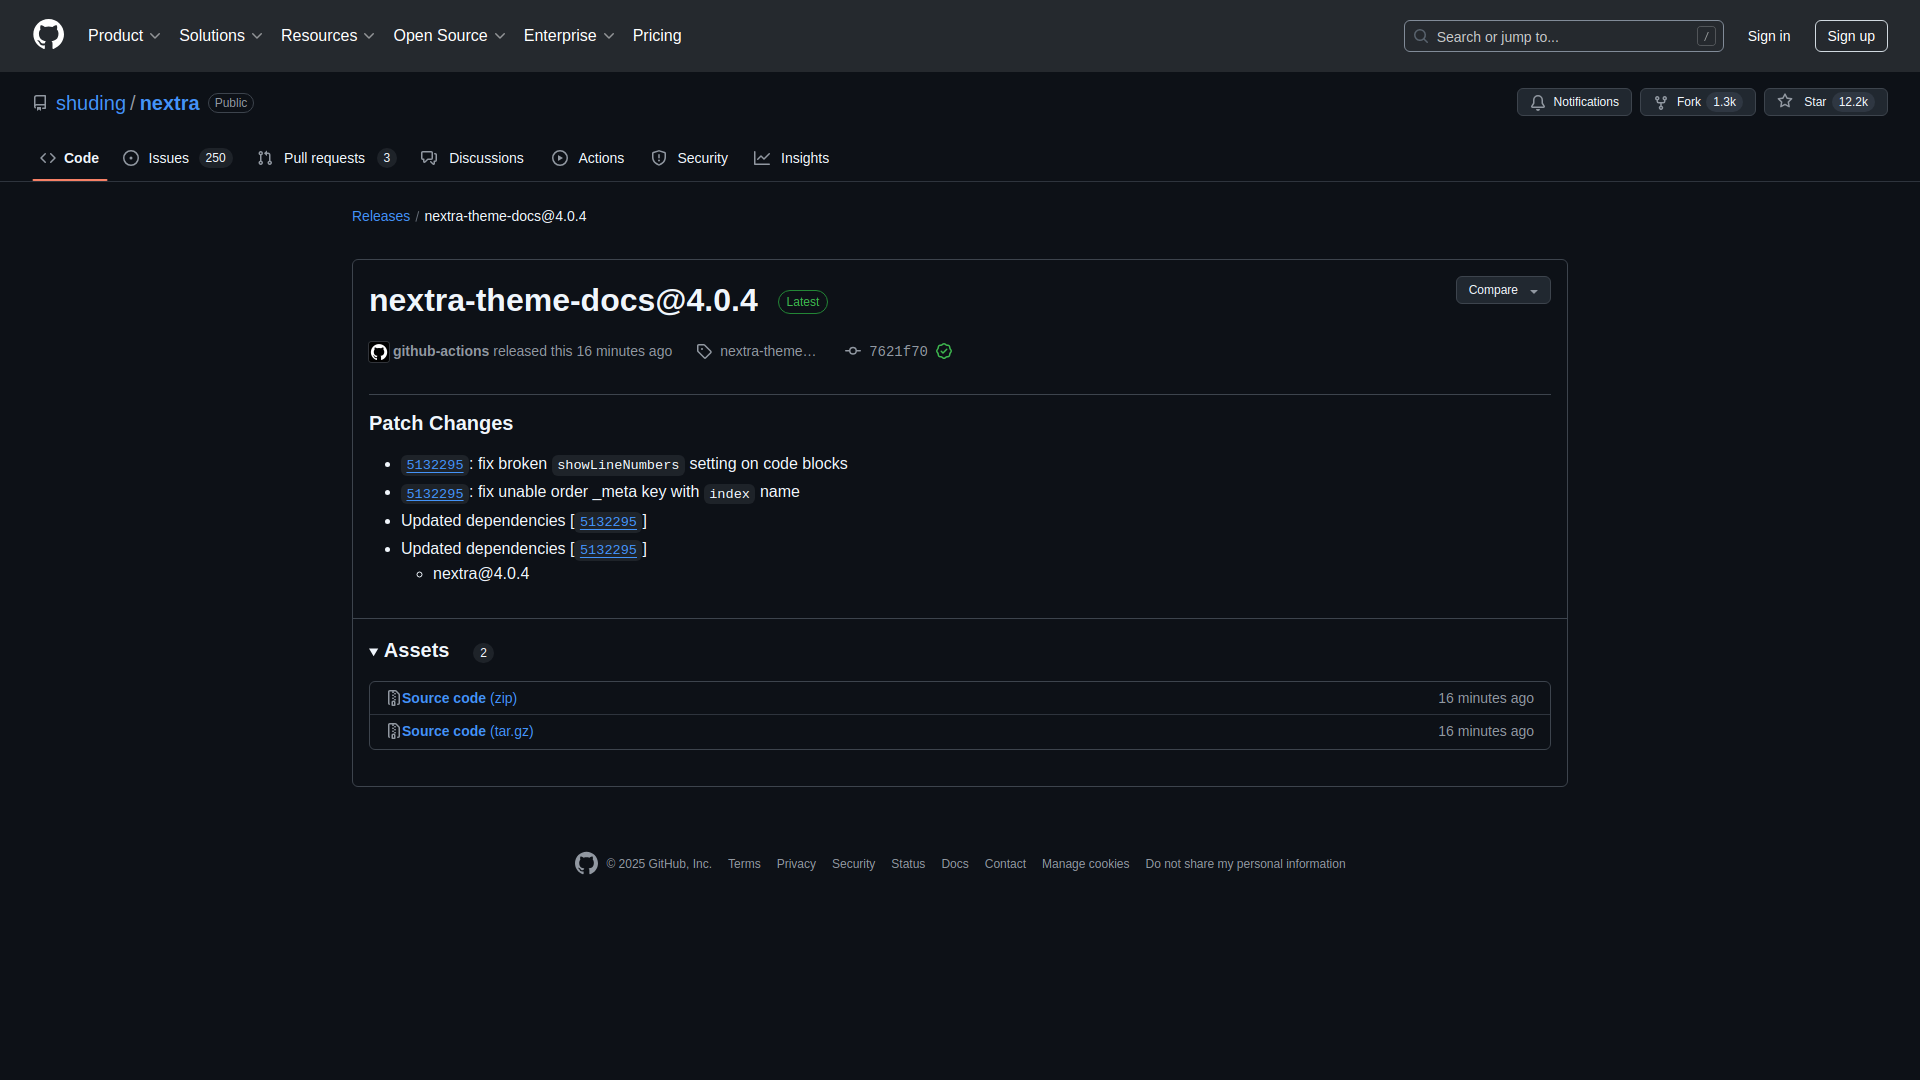 Product Solutions Resources Open Source Enterprise Pricing Search or jump to... / Sign in Sign up
shuding / nextra Public Notifications Fork 1.3k Star 12.2k
Code Issues 250 Pull requests 3 Discussions Actions Security Insights
Releases / nextra-theme-docs@4.0.4
nextra-theme-docs@4.0.4 Latest Compare
github-actions released this 16 minutes ago nextra-theme… 7621f70
Patch Changes
5132295: fix broken showLineNumbers setting on code blocks
5132295: fix unable order _meta key with index name
Updated dependencies [5132295]
Updated dependencies [5132295]
nextra@4.0.4
Assets 2
Source code (zip) 16 minutes ago
Source code (tar.gz) 16 minutes ago
© 2025 GitHub, Inc. Terms Privacy Security Status Docs Contact Manage cookies Do not share my personal information